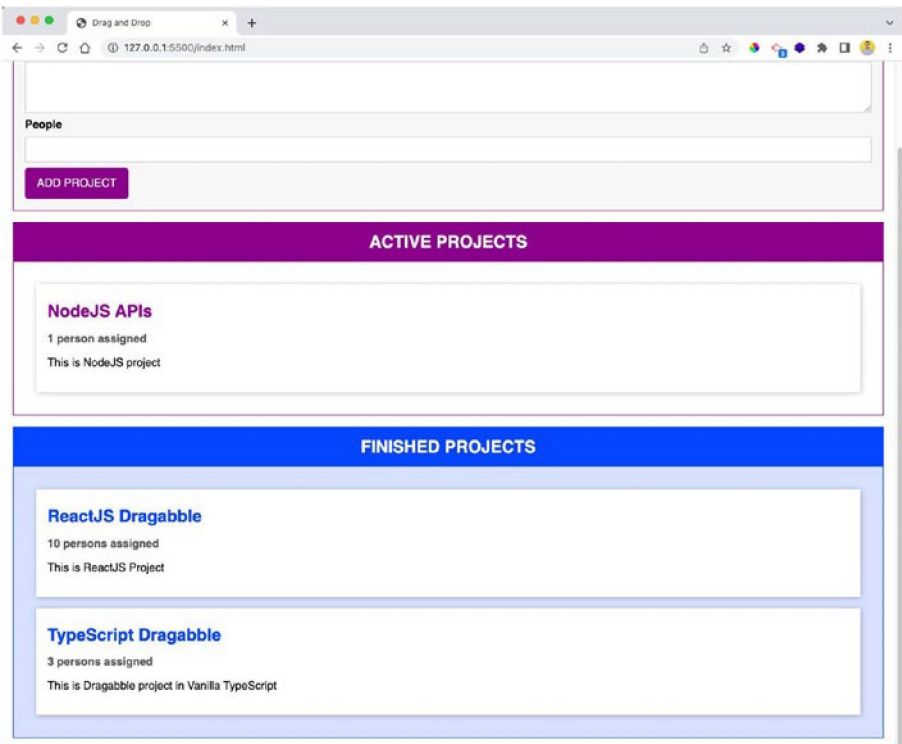 Drag and Drop
127.0.0.1:5500/index.html
People
ADD PROJECT
ACTIVE PROJECTS
NodeJS APIs
1 person assigned
This is NodeJS project
FINISHED PROJECTS
ReactJS Dragabble
10 persons assigned
This is ReactJS Project
TypeScript Dragabble
3 persons assigned
This is Dragabble project in Vanilla TypeScript